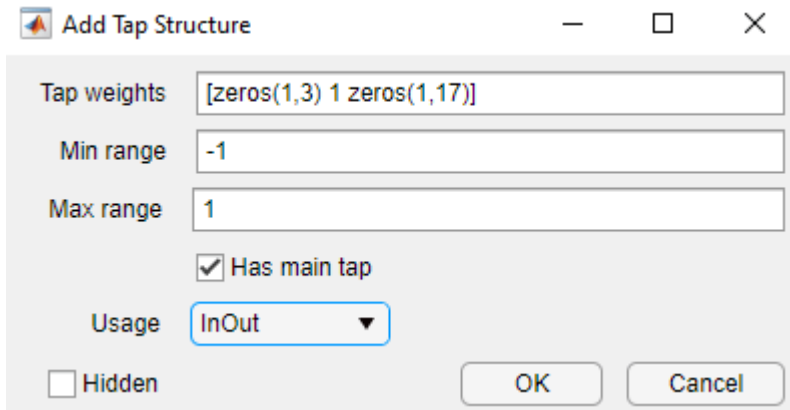 Add Tap Structure
Tap weights [zeros(1,3) 1 zeros(1,17)]
Min range -1
Max range 1
Has main tap
Usage InOut
Hidden OK Cancel